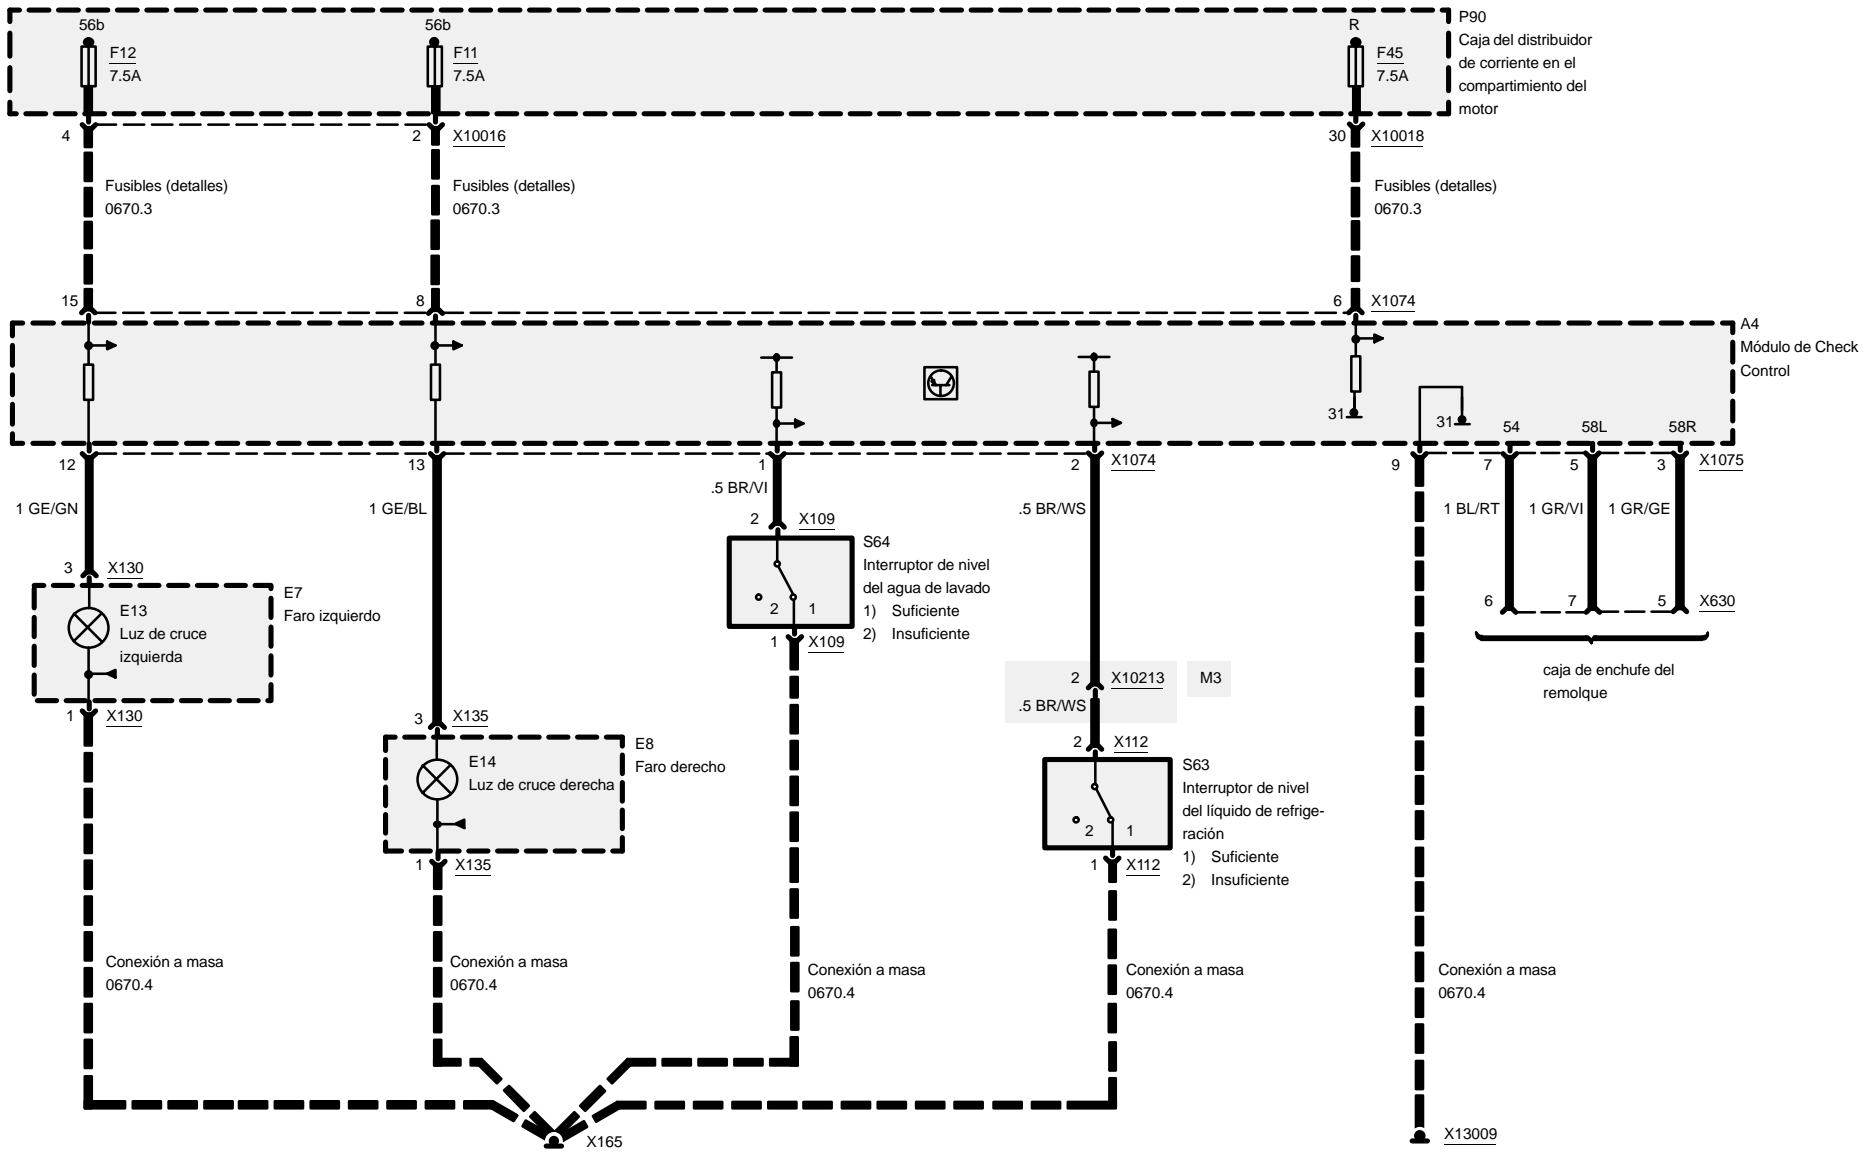 56b
56b
R
P90
Caja del distribuidor
de corriente en el
compartimiento del
motor
F12
7.5A
F11
7.5A
F45
7.5A
4
2
X10016
30
X10018
Fusibles (detalles)
0670.3
Fusibles (detalles)
0670.3
Fusibles (detalles)
0670.3
15
8
6
X1074
A4
Módulo de Check
Control
31
31
54
58L
58R
12
13
1
2
X1074
9
7
5
3
X1075
1 GE/GN
1 GE/BL
.5 BR/VI
.5 BR/WS
1 BL/RT
1 GR/VI
1 GR/GE
2
X109
S64
Interruptor de nivel
del agua de lavado
1) Suficiente
2) Insuficiente
2
1
1
X109
3
X130
E7
Faro izquierdo
E13
Luz de cruce
izquierda
1
X130
6
7
5
X630
caja de enchufe del
remolque
2
X10213
M3
.5 BR/WS
3
X135
E8
Faro derecho
E14
Luz de cruce derecha
1
X135
2
X112
S63
Interruptor de nivel
del líquido de refrige-
ración
1) Suficiente
2) Insuficiente
2
1
1
X112
Conexión a masa
0670.4
Conexión a masa
0670.4
Conexión a masa
0670.4
Conexión a masa
0670.4
Conexión a masa
0670.4
X165
X13009